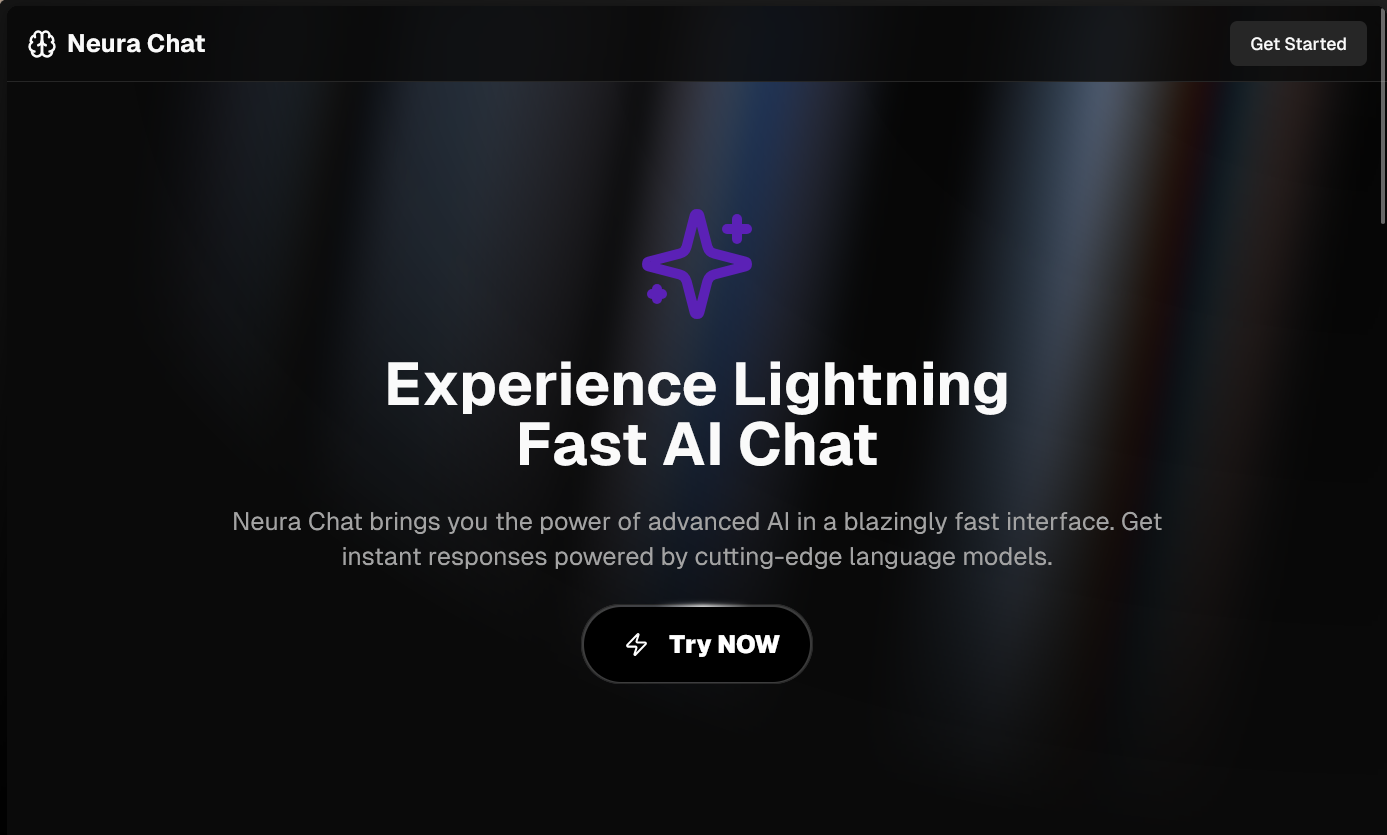 Neura Chat
Get Started
Experience Lightning
Fast AI Chat
Neura Chat brings you the power of advanced AI in a blazingly fast interface. Get
instant responses powered by cutting-edge language models.
Try NOW